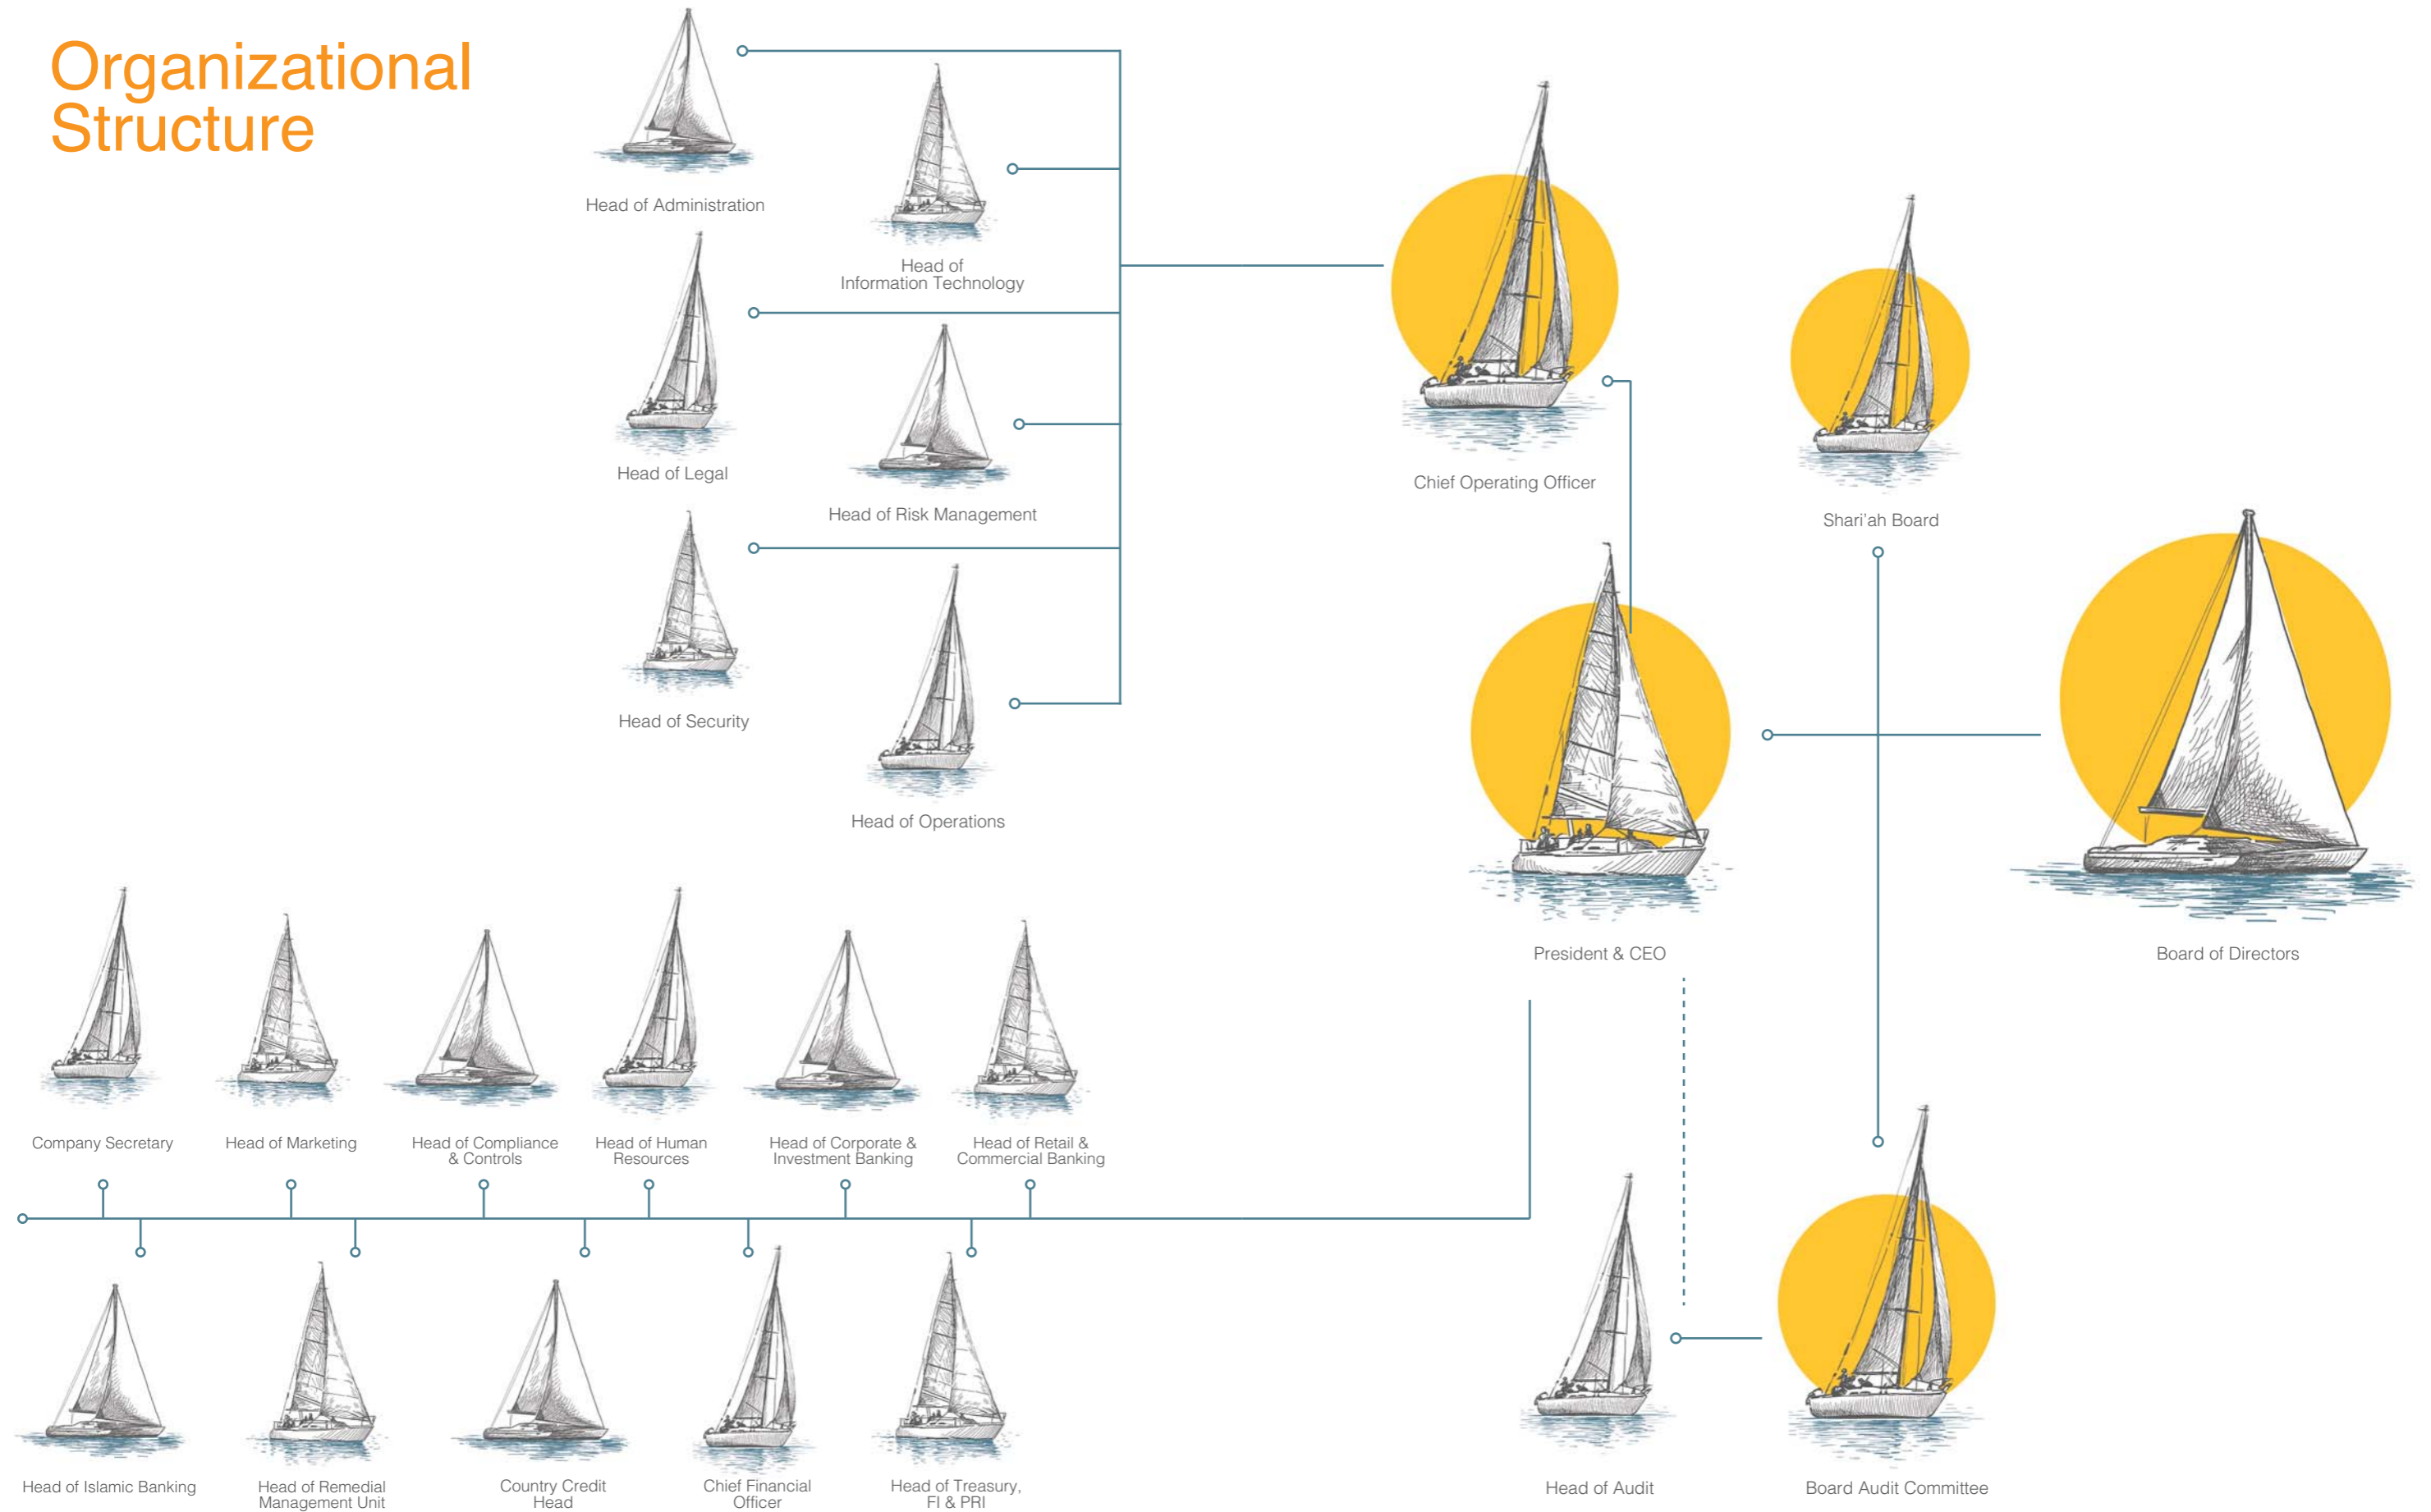 Organizational
Structure
Head of Administration
Head of
Information Technology
Head of Legal
Head of Risk Management
Head of Security
Head of Operations
Chief Operating Officer
Shari'ah Board
President & CEO
Board of Directors
Company Secretary
Head of Marketing
Head of Compliance
& Controls
Head of Human
Resources
Head of Corporate &
Investment Banking
Head of Retail &
Commercial Banking
Head of Islamic Banking
Head of Remedial
Management Unit
Country Credit
Head
Chief Financial
Officer
Head of Treasury,
FI & PRI
Head of Audit
Board Audit Committee